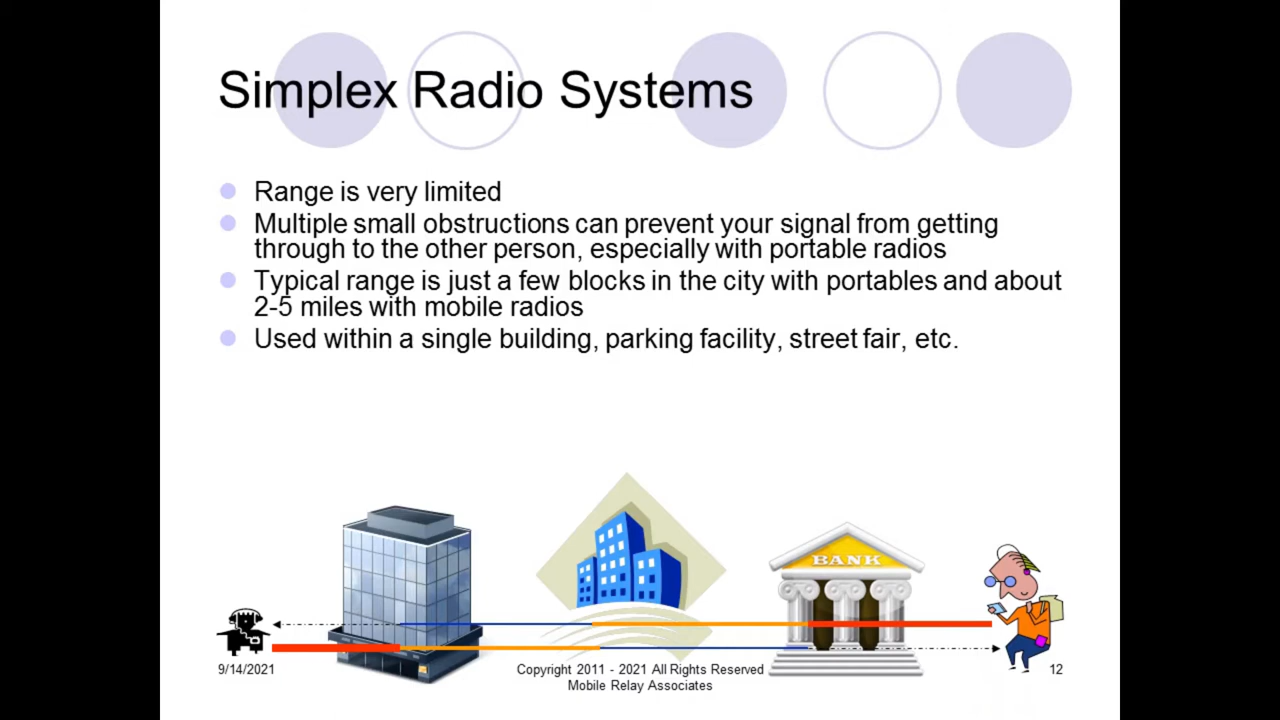 Simplex Radio Systems
Range is very limited
Multiple small obstructions can prevent your signal from getting
through to the other person, especially with portable radios
Typical range is just a few blocks in the city with portables and about
2-5 miles with mobile radios
Used within a single building, parking facility, street fair, etc.
BANK
9/14/2021
Copyright 2011 - 2021 All Rights Reserved
Mobile Relay Associates
12